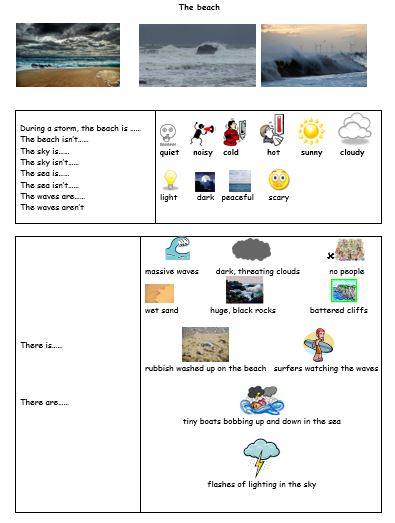 The beach
During a storm, the beach is ......
The beach isn't......
The sky is......
The sky isn't......
The sea is......
The sea isn't......
The waves are......
The waves aren't
quiet noisy cold hot sunny cloudy
light dark peaceful scary
massive waves dark, threating clouds no people
wet sand huge, black rocks battered cliffs
There is......
rubbish washed up on the beach surfers watching the waves
There are......
tiny boats bobbing up and down in the sea
flashes of lighting in the sky